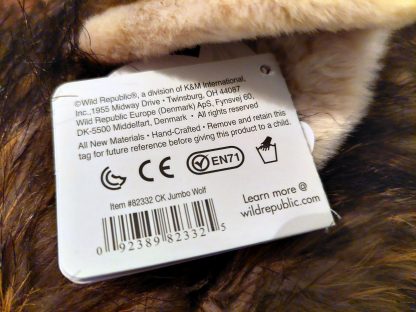 ©Wild Republic®, a division of K&M International,
Inc.,1955 Midway Drive • Twinsburg, OH 44087
Wild Republic Europe (Denmark) ApS, Fynsvej 60,
DK-5500 Middelfart, Denmark • All rights reserved
All New Materials • Hand-Crafted • Remove and retain this
tag for future reference before giving this product to a child.
CE
EN71
Item #82332 CK Jumbo Wolf
0 92389 82332 5
Learn more @
wildrepublic.com